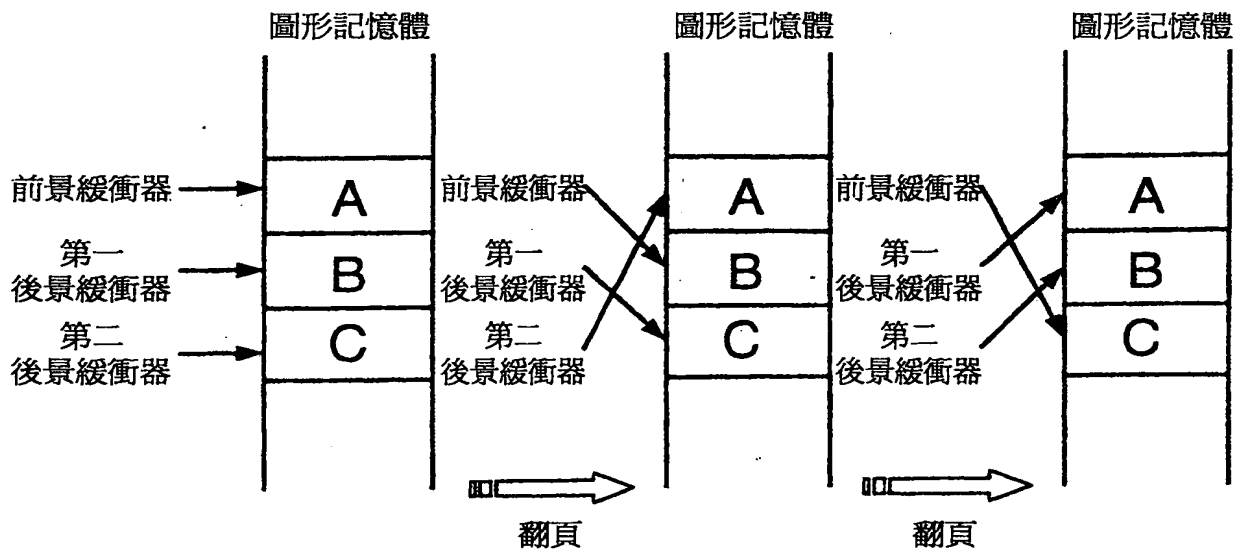 圖形記憶體
前景緩衝器
第一
後景緩衝器
第二
後景緩衝器
A
B
C
翻頁
圖形記憶體
前景緩衝器
第一
後景緩衝器
第二
後景緩衝器
A
B
C
翻頁
圖形記憶體
前景緩衝器
第一
後景緩衝器
第二
後景緩衝器
A
B
C